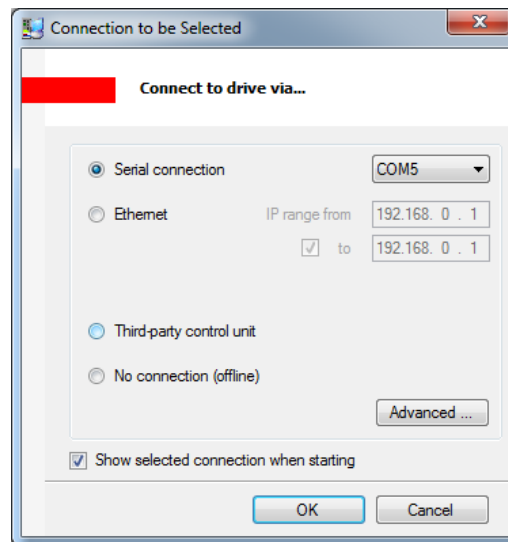 Connection to be Selected
Connect to drive via...
Serial connection COM5
Ethernet IP range from 192.168. 0 . 1
to 192.168. 0 . 1
Third-party control unit
No connection (offline)
Advanced ...
Show selected connection when starting
OK Cancel